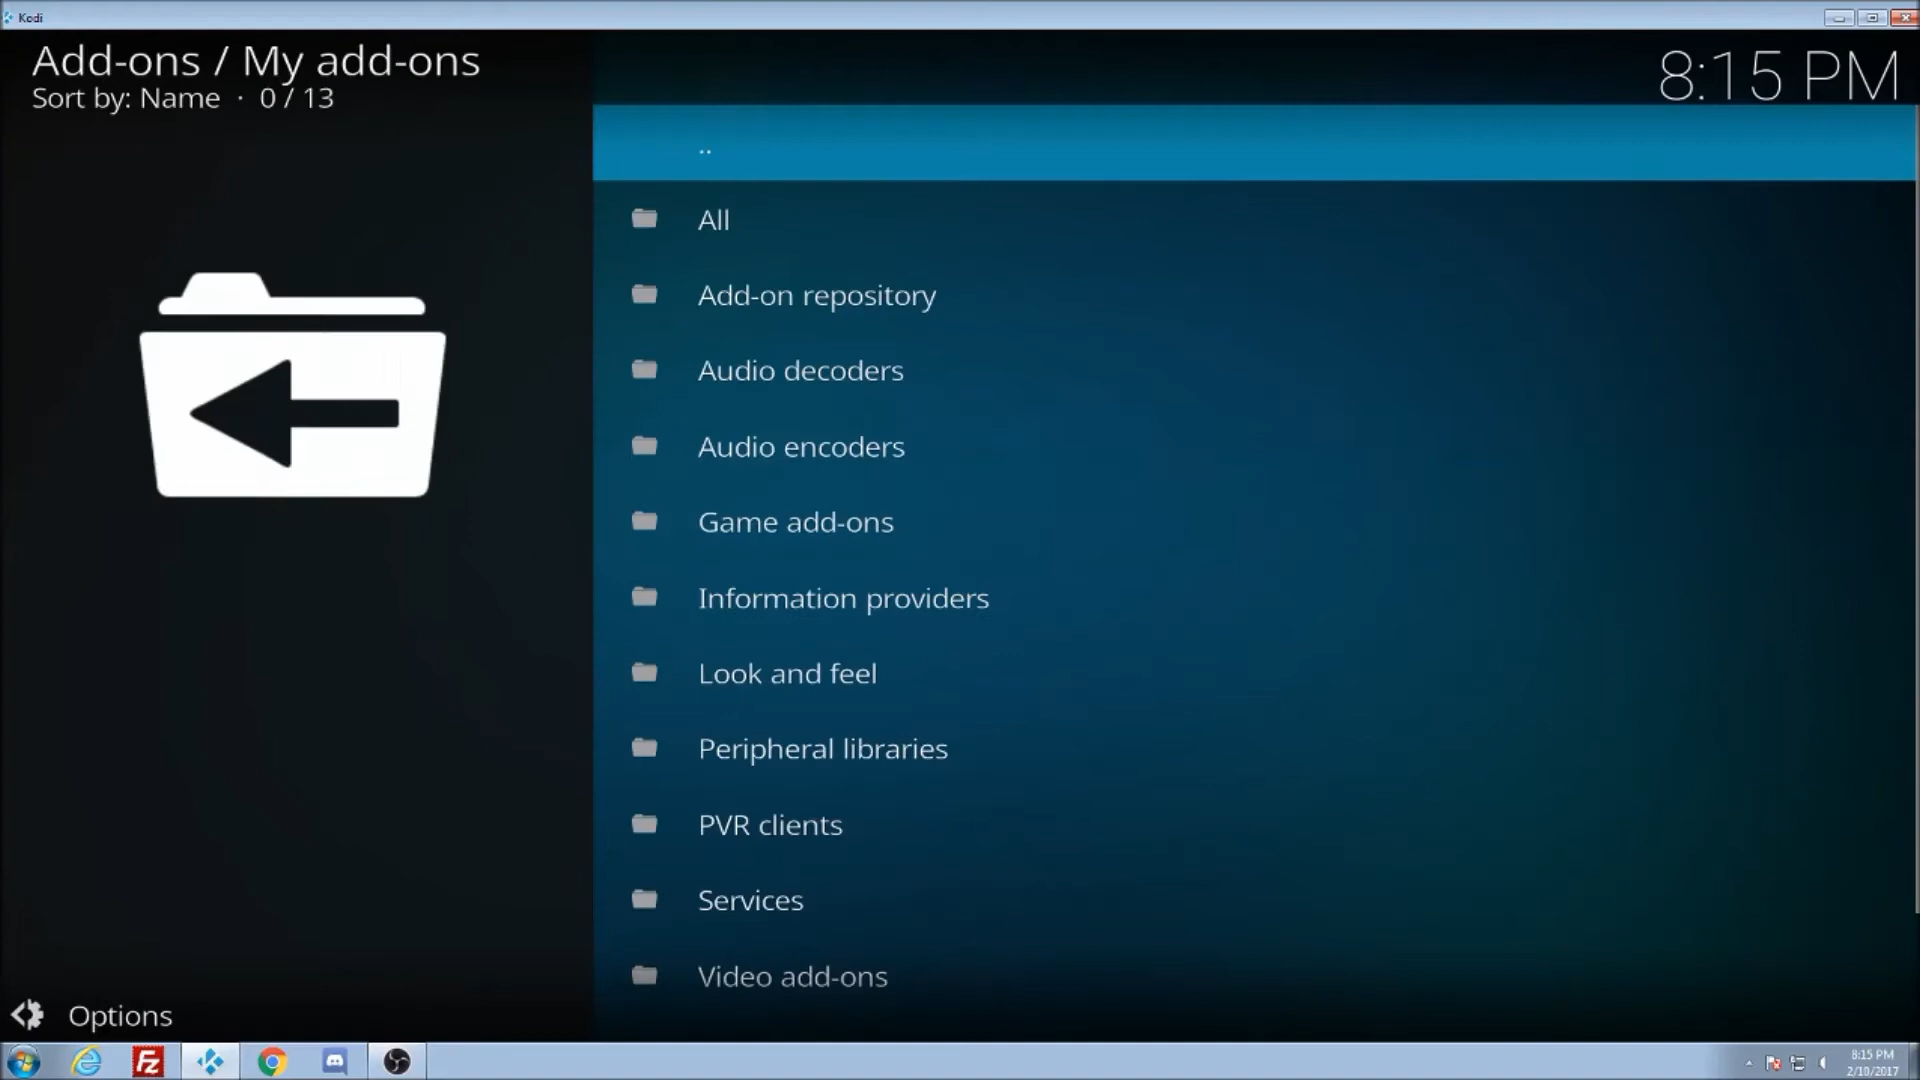 Kodi
Add-ons / My add-ons
Sort by: Name · 0 / 13
8:15 PM
..
All
Add-on repository
Audio decoders
Audio encoders
Game add-ons
Information providers
Look and feel
Peripheral libraries
PVR clients
Services
Video add-ons
Options
FZ
8:15 PM
2/10/2017